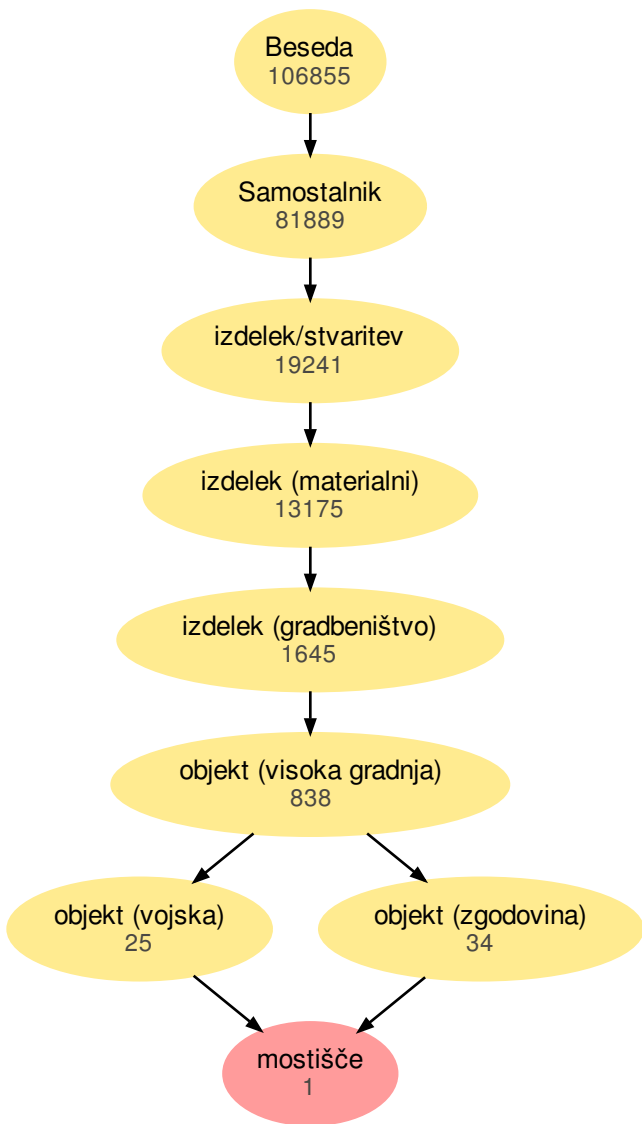 Beseda
106855
Samostalnik
81889
izdelek/stvaritev
19241
izdelek (materialni)
13175
izdelek (gradbeništvo)
1645
objekt (visoka gradnja)
838
objekt (vojska)
25
objekt (zgodovina)
34
mostišče
1